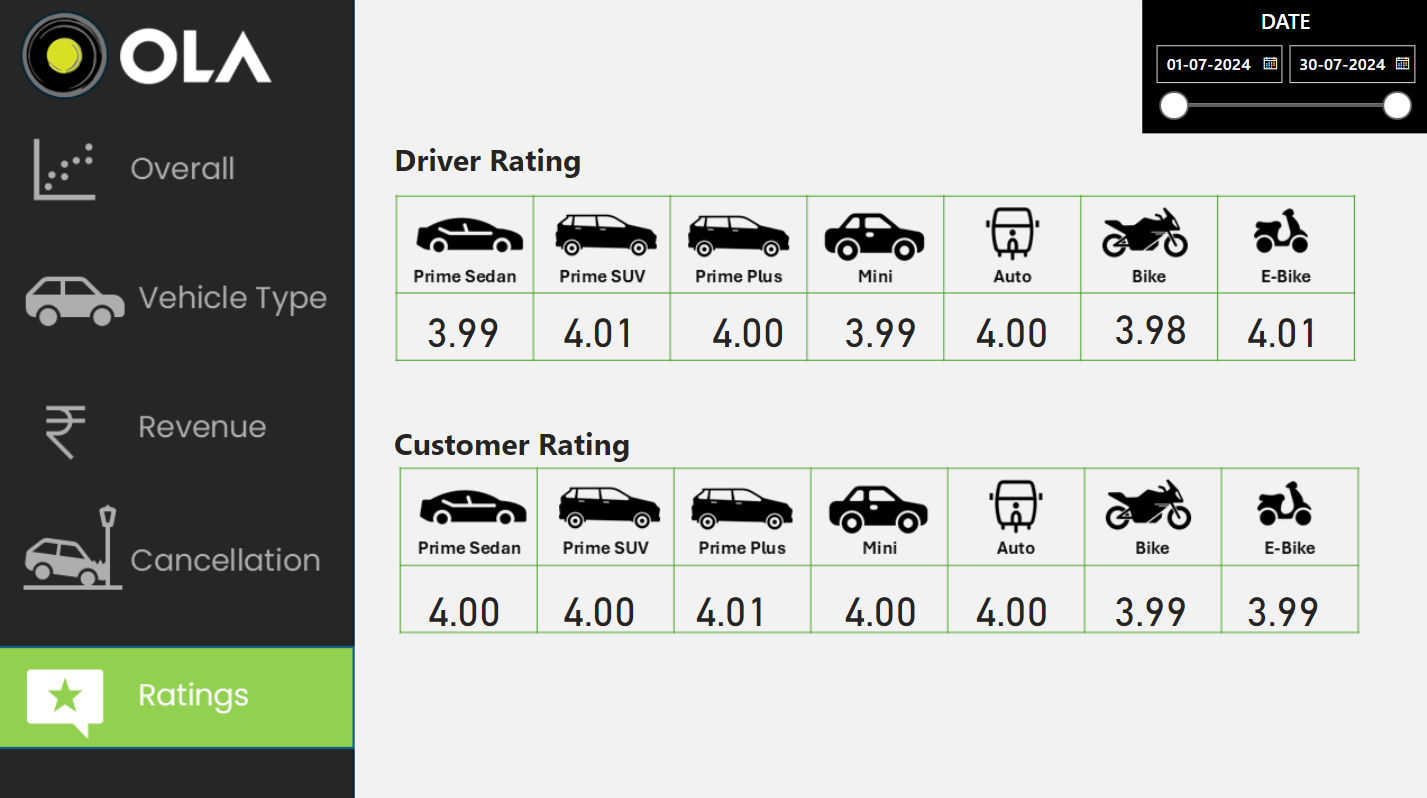 OLA
Overall
Vehicle Type
Revenue
Cancellation
Ratings
DATE
01-07-2024 30-07-2024
Driver Rating
Prime Sedan Prime SUV Prime Plus Mini Auto Bike E-Bike
3.99 4.01 4.00 3.99 4.00 3.98 4.01
Customer Rating
Prime Sedan Prime SUV Prime Plus Mini Auto Bike E-Bike
4.00 4.00 4.01 4.00 4.00 3.99 3.99